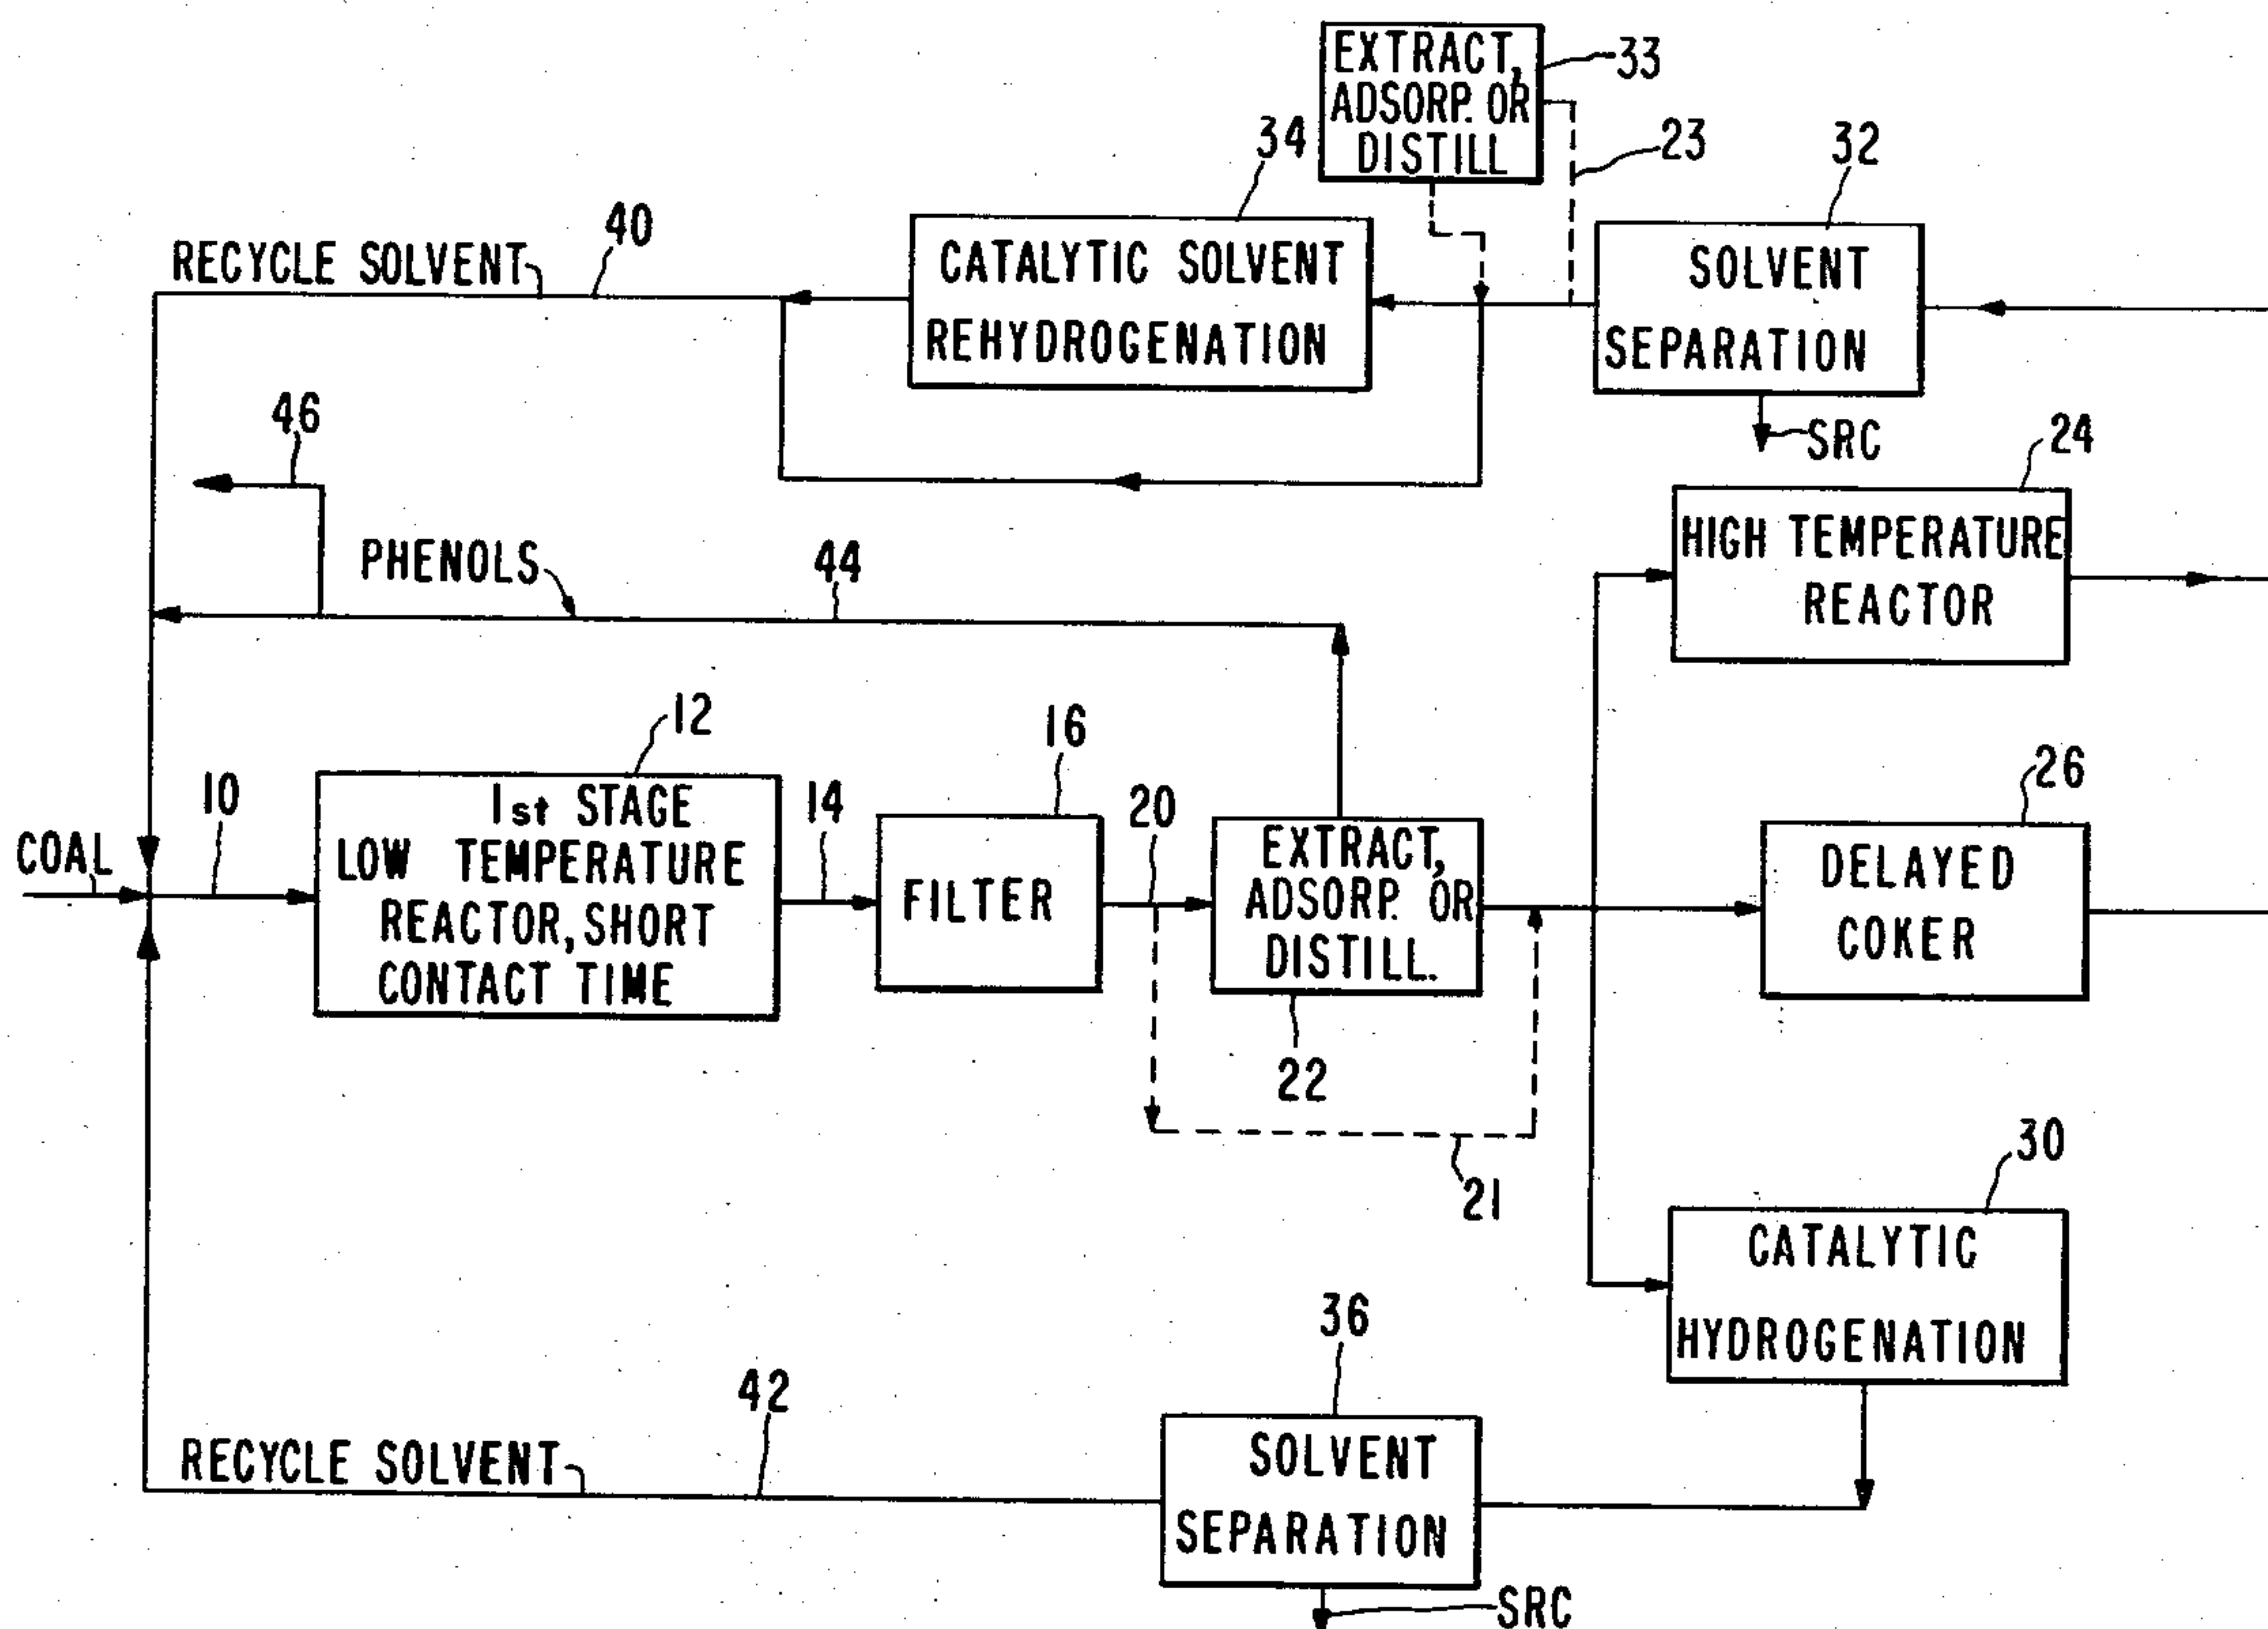 EXTRACT,
ADSORP. OR
DISTILL
33
23
34
32
40
RECYCLE SOLVENT
CATALYTIC SOLVENT
REHYDROGENATION
SOLVENT
SEPARATION
SRC
46
24
HIGH TEMPERATURE
REACTOR
PHENOLS
44
12
16
10
1st STAGE
LOW TEMPERATURE
REACTOR, SHORT
CONTACT TIME
14
FILTER
20
EXTRACT,
ADSORP. OR
DISTILL.
26
DELAYED
COKER
COAL
22
21
30
CATALYTIC
HYDROGENATION
36
42
RECYCLE SOLVENT
SOLVENT
SEPARATION
SRC